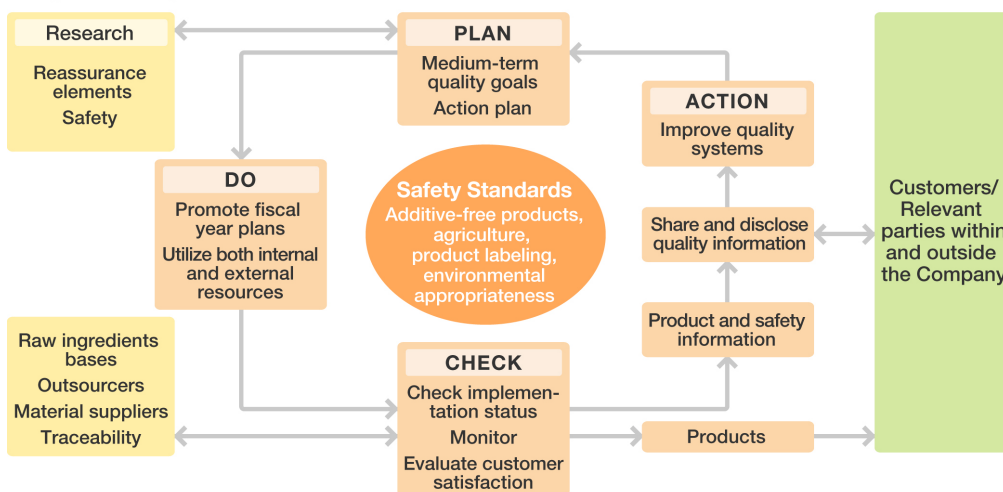 Research
Reassurance
elements
Safety
PLAN
Medium-term
quality goals
Action plan
ACTION
Improve quality
systems
DO
Promote fiscal
year plans
Utilize both internal
and external
resources
Safety Standards
Additive-free products,
agriculture,
product labeling,
environmental
appropriateness
Share and disclose
quality information
Customers/
Relevant
parties within
and outside
the Company
Product and safety
information
Raw ingredients
bases
Outsourcers
Material suppliers
Traceability
CHECK
Check implemen-
tation status
Monitor
Evaluate customer
satisfaction
Products